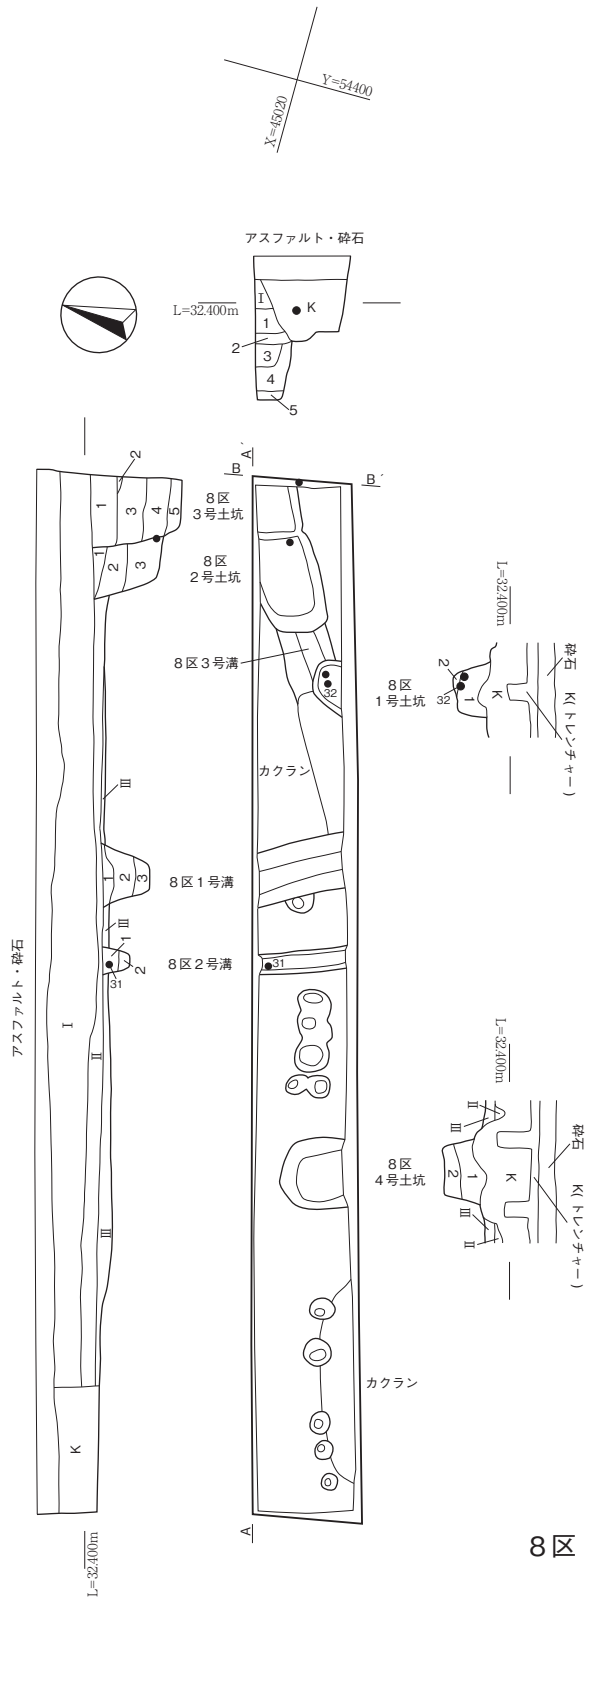 Y=54400
X=45020
アスファルト・砕石
L=32.400m
I
K
1
2
3
4
5
A´
B
B´
2
1
3
4
5
1
2
3
8区
3号土坑
8区
2号土坑
8区3号溝
32
カクラン
L=32.400m
砕石
K(トレンチャー)
2
32
1
K
8区
1号土坑
Ⅲ
1
2
3
8区1号溝
Ⅲ
1
2
31
8区2号溝
31
アスファルト・砕石
I
Ⅱ
Ⅲ
L=32.400m
Ⅱ
Ⅲ
砕石
K(トレンチャー)
2
1
K
Ⅲ
Ⅱ
8区
4号土坑
カクラン
K
A
L=32.400m
8区